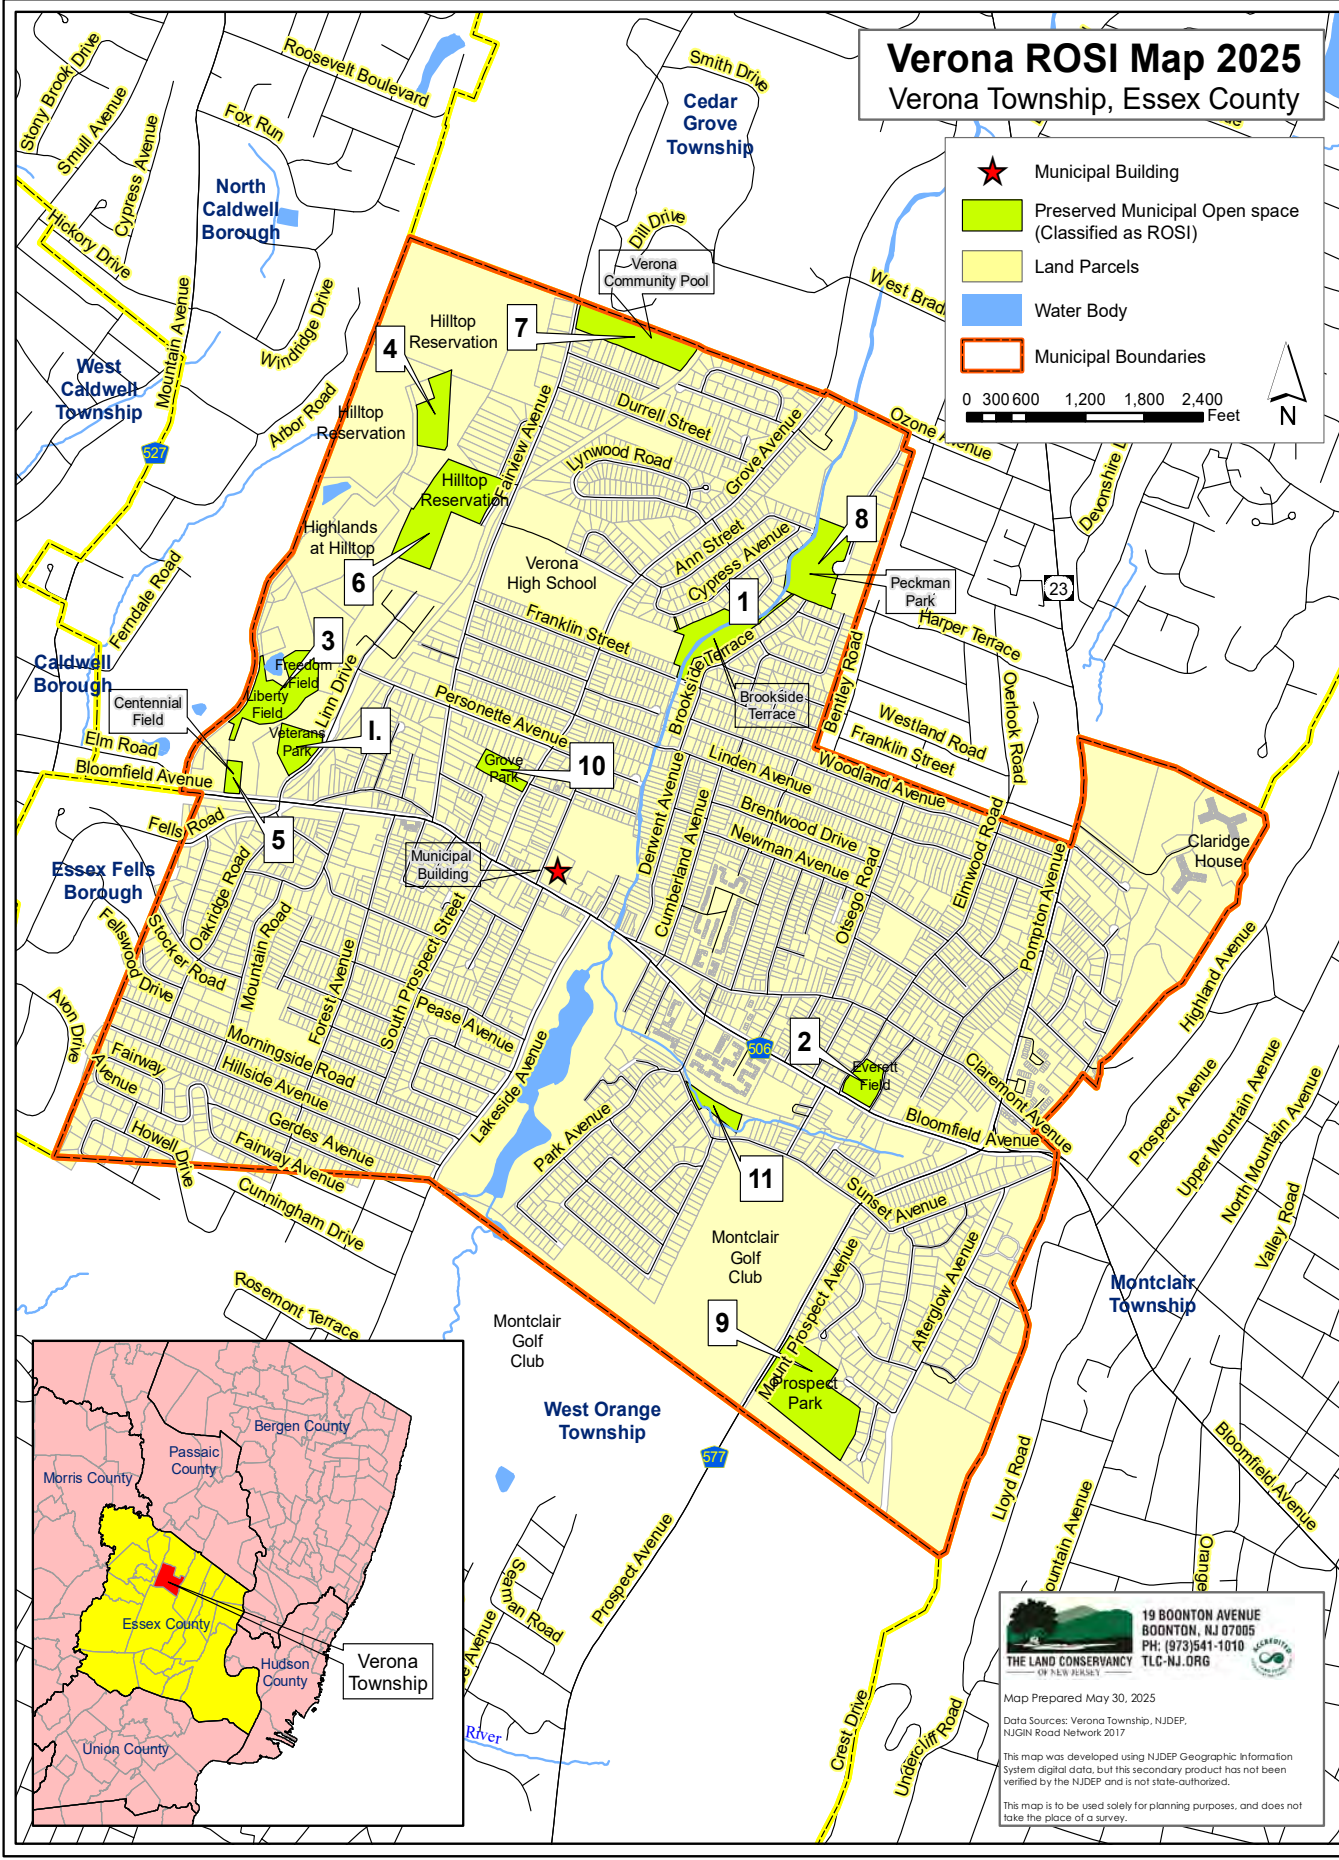 Verona ROSI Map 2025
Verona Township, Essex County
Municipal Building
Preserved Municipal Open space
(Classified as ROSI)
Land Parcels
Water Body
Municipal Boundaries
0 300 600 1,200 1,800 2,400
Feet
N
Stony Brook Drive
Smull Avenue
Cypress Avenue
Roosevelt Boulevard
Fox Run
Smith Drive
Cedar
Grove
Township
North
Caldwell
Borough
Hickory Drive
Mountain Avenue
Windridge Drive
Dill Drive
Verona
Community Pool
West Brad
West
Caldwell
Township
Arbor Road
527
Hilltop
Reservation
7
4
Hilltop
Reservation
Fairview Avenue
Durrell Street
Lynwood Road
Grove Avenue
Ozone Avenue
Devonshire
Hilltop
Reservation
Highlands
at Hilltop
6
Verona
High School
Ann Street
Cypress Avenue
8
1
Peckman
Park
23
Ferndale Road
Franklin Street
Harper Terrace
Caldwell
Borough
3
Freedom
Field
Liberty
Field
Linn Drive
Centennial
Field
Veterans
Park
I.
Personette Avenue
Brookside Terrace
Brookside
Terrace
Bentley Road
Westland Road
Franklin Street
Overlook Road
Elm Road
Bloomfield Avenue
Grove
Park
10
Linden Avenue
Woodland Avenue
Fells Road
5
Brentwood Drive
Newman Avenue
Derwent Avenue
Cumberland Avenue
Claridge
House
Essex Fells
Borough
Municipal
Building
Otsego Road
Elmwood Road
Pompton Avenue
Oakridge Road
Stocker Road
Fellswood Drive
Mountain Road
Forest Avenue
South Prospect Street
Pease Avenue
Highland Avenue
Avon Drive
Morningside Road
Hillside Avenue
Fairway
Avenue
Lakeside Avenue
506
2
Everett
Field
Claremont Avenue
Bloomfield Avenue
Gerdes Avenue
Fairway Avenue
Howell Drive
Park Avenue
Prospect Avenue
Upper Mountain Avenue
North Mountain Avenue
Valley Road
Cunningham Drive
11
Sunset Avenue
Montclair
Golf
Club
Mount Prospect Avenue
Afterglow Avenue
Montclair
Township
Rosemont Terrace
Montclair
Golf
Club
9
Prospect
Park
West Orange
Township
577
Bloomfield Avenue
Lloyd Road
ountain Avenue
Orange
Prospect Avenue
Seaman Road
e Avenue
Crest Drive
Undercliff Road
River
Bergen County
Passaic
County
Morris County
Essex County
Hudson
County
Union County
Verona
Township
THE LAND CONSERVANCY
OF NEW JERSEY
19 BOONTON AVENUE
BOONTON, NJ 07005
PH: (973)541-1010
TLC-NJ.ORG
ACCREDITED
Map Prepared May 30, 2025
Data Sources: Verona Township, NJDEP,
NJGIN Road Network 2017
This map was developed using NJDEP Geographic Information
System digital data, but this secondary product has not been
verified by the NJDEP and is not state-authorized.
This map is to be used solely for planning purposes, and does not
take the place of a survey.